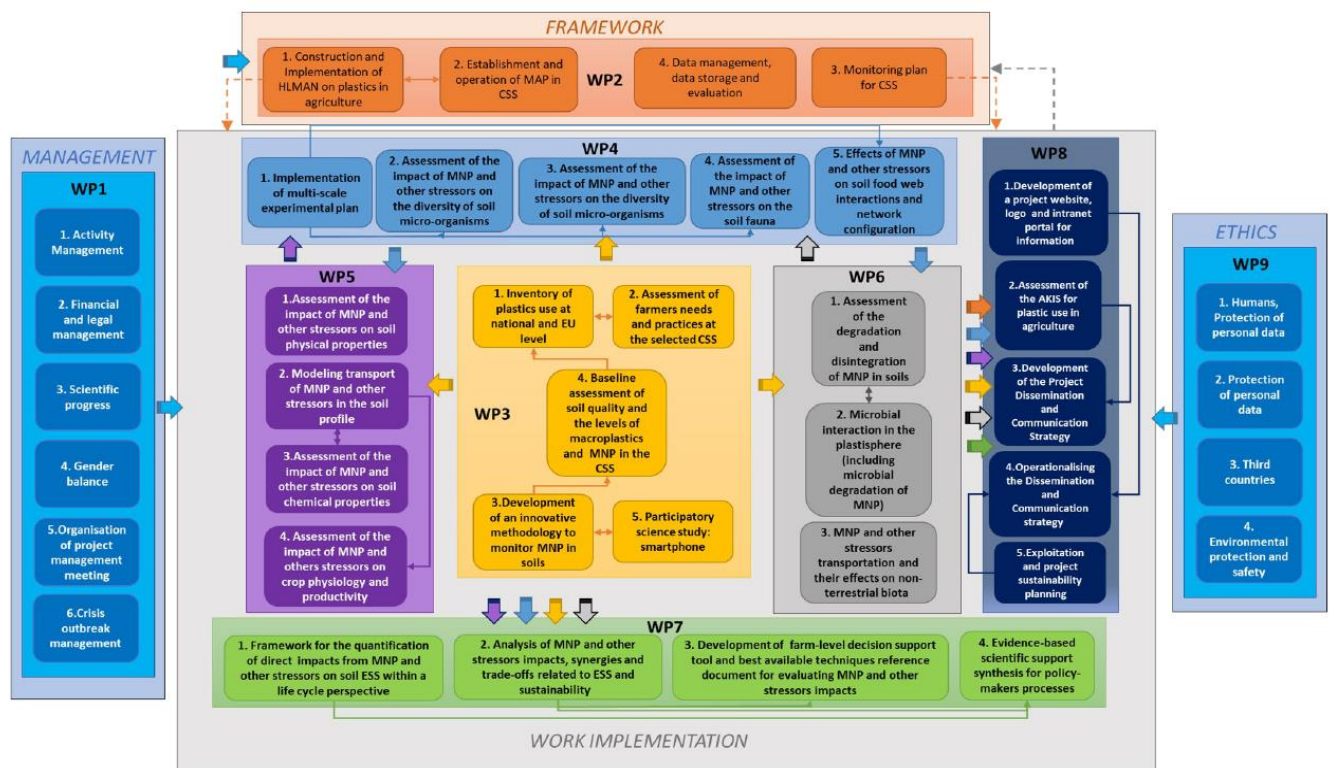 FRAMEWORK
1. Construction and
Implementation of
HLMAN on plastics in
agriculture
2. Establishment and
operation of MAP in
CSS
WP2
4. Data management,
data storage and
evaluation
3. Monitoring plan
for CSS
MANAGEMENT
WP1
1. Activity
Management
2. Financial
and legal
management
3. Scientific
progress
4. Gender
balance
5.Organisation
of project
management
meeting
6.Crisis
outbreak
management
WP4
1. Implementation
of multi-scale
experimental plan
2. Assessment of the
impact of MNP and
other stressors on
the diversity of soil
micro-organisms
3. Assessment of the
impact of MNP and other
stressors on the diversity
of soil micro-organisms
4. Assessment of
the impact of
MNP and other
stressors on the
soil fauna
5. Effects of MNP
and other stressors
on soil food web
interactions and
network
configuration
WP5
1.Assessment of the
impact of MNP and
other stressors on soil
physical properties
2. Modeling transport
of MNP and other
stressors in the soil
profile
3.Assessment of the
impact of MNP and
other stressors on soil
chemical properties
4. Assessment of the
impact of MNP and
others stressors on
crop physiology and
productivity
WP3
1. Inventory of
plastics use at
national and EU
level
2. Assessment of
farmers needs and
practices at the
selected CSS
4. Baseline
assessment of
soil quality and
the levels of
macroplastics
and MNP in the
CSS
3.Development
of an innovative
methodology to
monitor MNP in
soils
5. Participatory
science study:
smartphone
WP6
1. Assessment
of the
degradation
and
disintegration
of MNP in soils
2. Microbial
interaction in the
plastisphere
(including
microbial
degradation of
MNP)
3. MNP and other
stressors
transportation and
their effects on non-
terrestrial biota
WP8
1.Development of
a project website,
logo and intranet
portal for
information
2.Assessment of
the AKIS for
plastic use in
agriculture
3.Development
of the Project
Dissemination
and
Communication
Strategy
4.Operationalising
the Dissemination
and
Communication
strategy
5.Exploitation
and project
sustainability
planning
ETHICS
WP9
1. Humans,
Protection of
personal data
2. Protection
of personal
data
3. Third
countries
4.
Environmental
protection and
safety
WP7
1. Framework for the quantification
of direct impacts from MNP and
other stressors on soil ESS within a
life cycle perspective
2. Analysis of MNP and other
stressors impacts, synergies and
trade-offs related to ESS and
sustainability
3. Development of farm-level decision support
tool and best available techniques reference
document for evaluating MNP and other
stressors impacts
4. Evidence-based
scientific support
synthesis for policy-
makers processes
WORK IMPLEMENTATION